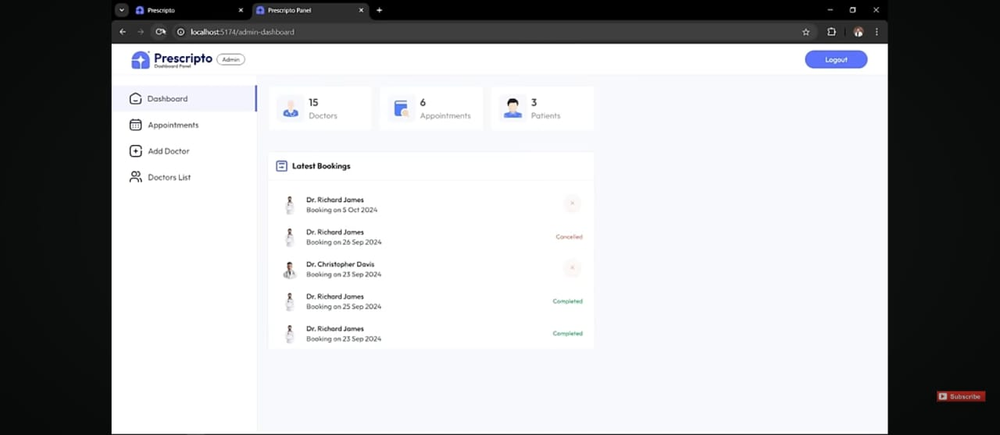 Prescripto
Prescripto Panel
localhost:5174/admin-dashboard
Prescripto
Dashboard Panel
Admin
Logout
Dashboard
Appointments
Add Doctor
Doctors List
15
Doctors
6
Appointments
3
Patients
Latest Bookings
Dr. Richard James
Booking on 5 Oct 2024
Dr. Richard James
Booking on 26 Sep 2024
Cancelled
Dr. Christopher Davis
Booking on 23 Sep 2024
Dr. Richard James
Booking on 25 Sep 2024
Completed
Dr. Richard James
Booking on 23 Sep 2024
Completed
Subscribe